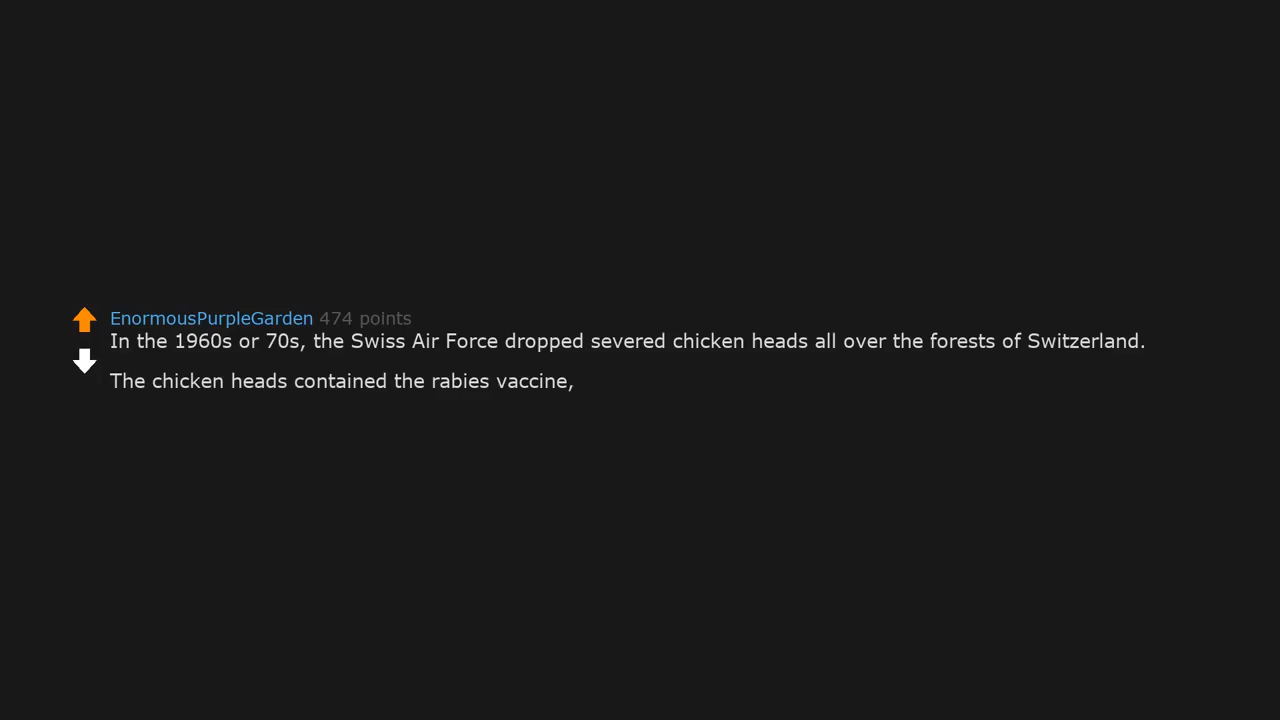 EnormousPurpleGarden 474 points
In the 1960s or 70s, the Swiss Air Force dropped severed chicken heads all over the forests of Switzerland.
The chicken heads contained the rabies vaccine,